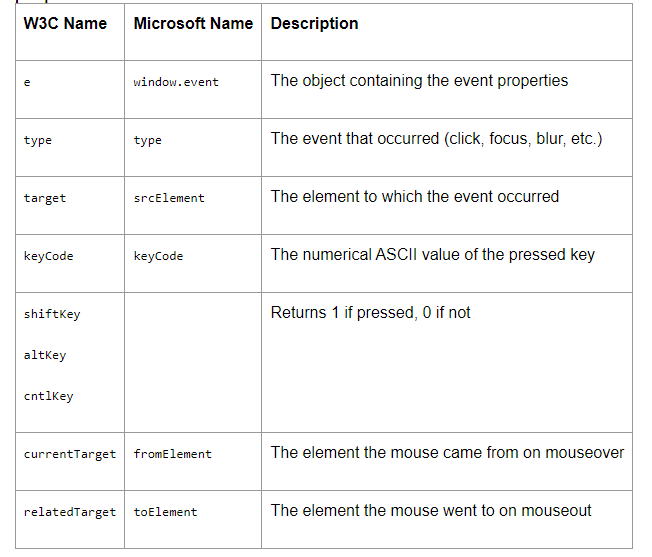 W3C Name Microsoft Name Description
e window.event The object containing the event properties
type type The event that occurred (click, focus, blur, etc.)
target srcElement The element to which the event occurred
keyCode keyCode The numerical ASCII value of the pressed key
shiftKey Returns 1 if pressed, 0 if not
altKey
cntlKey
currentTarget fromElement The element the mouse came from on mouseover
relatedTarget toElement The element the mouse went to on mouseout